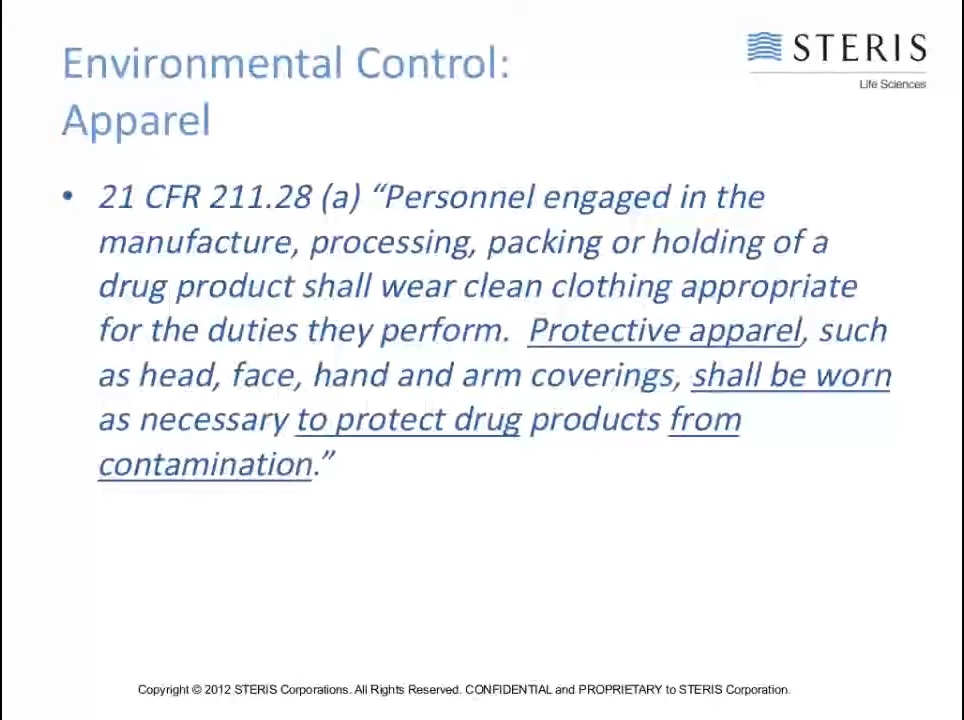 Environmental Control:
Apparel
STERIS
Life Sciences
• 21 CFR 211.28 (a) “Personnel engaged in the
manufacture, processing, packing or holding of a
drug product shall wear clean clothing appropriate
for the duties they perform. Protective apparel, such
as head, face, hand and arm coverings, shall be worn
as necessary to protect drug products from
contamination.”
Copyright © 2012 STERIS Corporations. All Rights Reserved. CONFIDENTIAL and PROPRIETARY to STERIS Corporation.